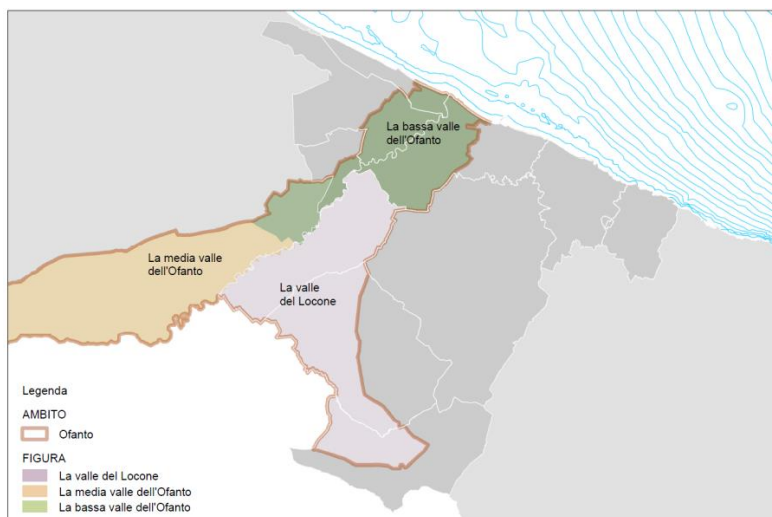 La bassa valle
dell'Ofanto
La media valle
dell'Ofanto
La valle
del Locone
Legenda
AMBITO
Ofanto
FIGURA
La valle del Locone
La media valle dell'Ofanto
La bassa valle dell'Ofanto